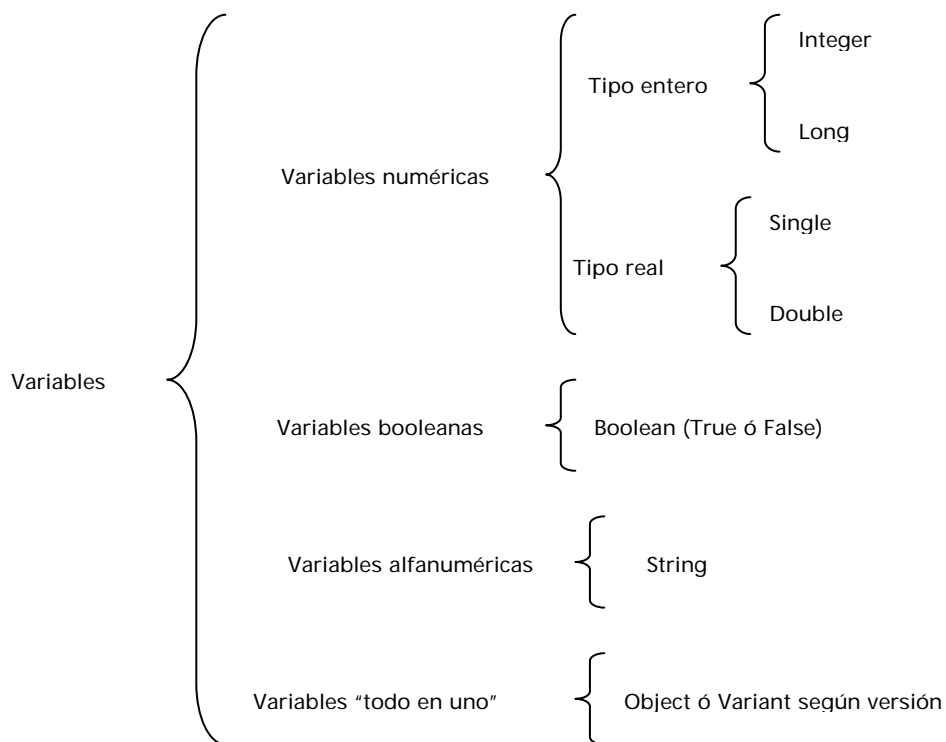 Integer
Tipo entero
Long
Variables numéricas
Single
Tipo real
Double
Variables
Variables booleanas
Boolean (True ó False)
Variables alfanuméricas
String
Variables “todo en uno”
Object ó Variant según versión